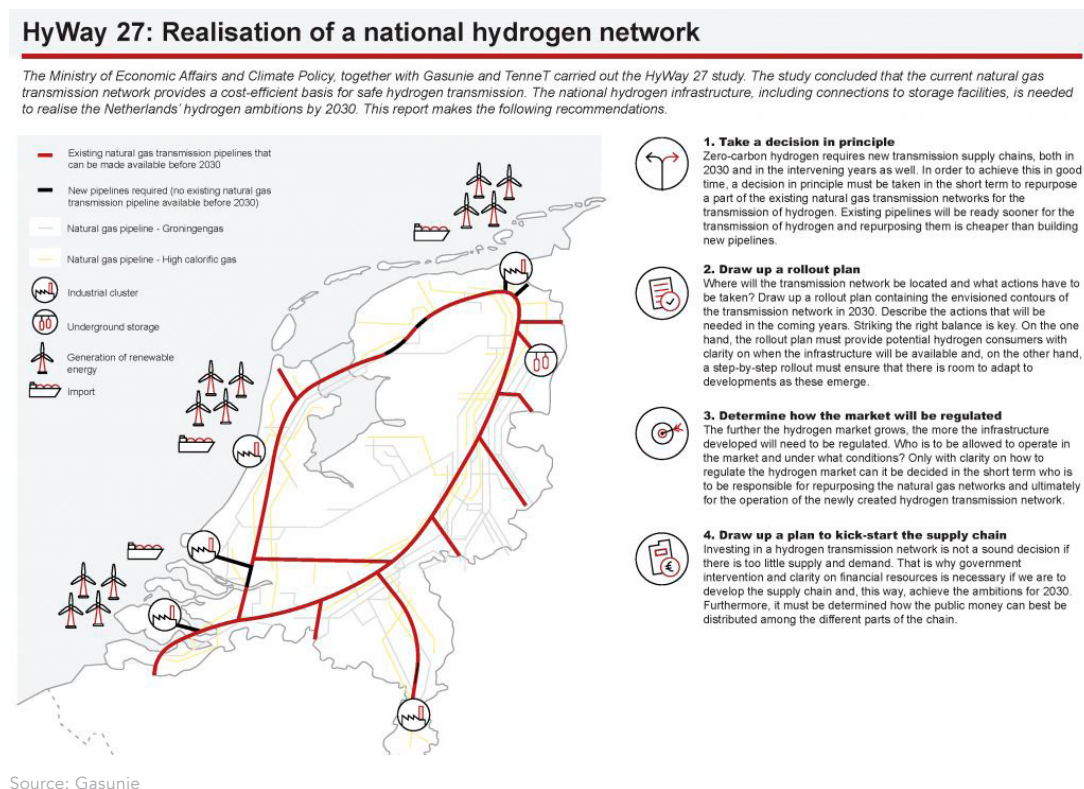 HyWay 27: Realisation of a national hydrogen network
The Ministry of Economic Affairs and Climate Policy, together with Gasunie and TenneT carried out the HyWay 27 study. The study concluded that the current natural gas
transmission network provides a cost-efficient basis for safe hydrogen transmission. The national hydrogen infrastructure, including connections to storage facilities, is needed
to realise the Netherlands' hydrogen ambitions by 2030. This report makes the following recommendations.
Existing natural gas transmission pipelines that
can be made available before 2030
New pipelines required (no existing natural gas
transmission pipeline available before 2030)
Natural gas pipeline - Groningengas
Natural gas pipeline - High calorific gas
Industrial cluster
Underground storage
Generation of renewable
energy
Import
1. Take a decision in principle
Zero-carbon hydrogen requires new transmission supply chains, both in
2030 and in the intervening years as well. In order to achieve this in good
time, a decision in principle must be taken in the short term to repurpose
a part of the existing natural gas transmission networks for the
transmission of hydrogen. Existing pipelines will be ready sooner for the
transmission of hydrogen and repurposing them is cheaper than building
new pipelines.
2. Draw up a rollout plan
Where will the transmission network be located and what actions have to
be taken? Draw up a rollout plan containing the envisioned contours of
the transmission network in 2030. Describe the actions that will be
needed in the coming years. Striking the right balance is key. On the one
hand, the rollout plan must provide potential hydrogen consumers with
clarity on when the infrastructure will be available and, on the other hand,
a step-by-step rollout must ensure that there is room to adapt to
developments as these emerge.
3. Determine how the market will be regulated
The further the hydrogen market grows, the more the infrastructure
developed will need to be regulated. Who is to be allowed to operate in
the market and under what conditions? Only with clarity on how to
regulate the hydrogen market can it be decided in the short term who is
to be responsible for repurposing the natural gas networks and ultimately
for the operation of the newly created hydrogen transmission network.
4. Draw up a plan to kick-start the supply chain
Investing in a hydrogen transmission network is not a sound decision if
there is too little supply and demand. That is why government
intervention and clarity on financial resources is necessary if we are to
develop the supply chain and, this way, achieve the ambitions for 2030.
Furthermore, it must be determined how the public money can best be
distributed among the different parts of the chain.
€
Source: Gasunie